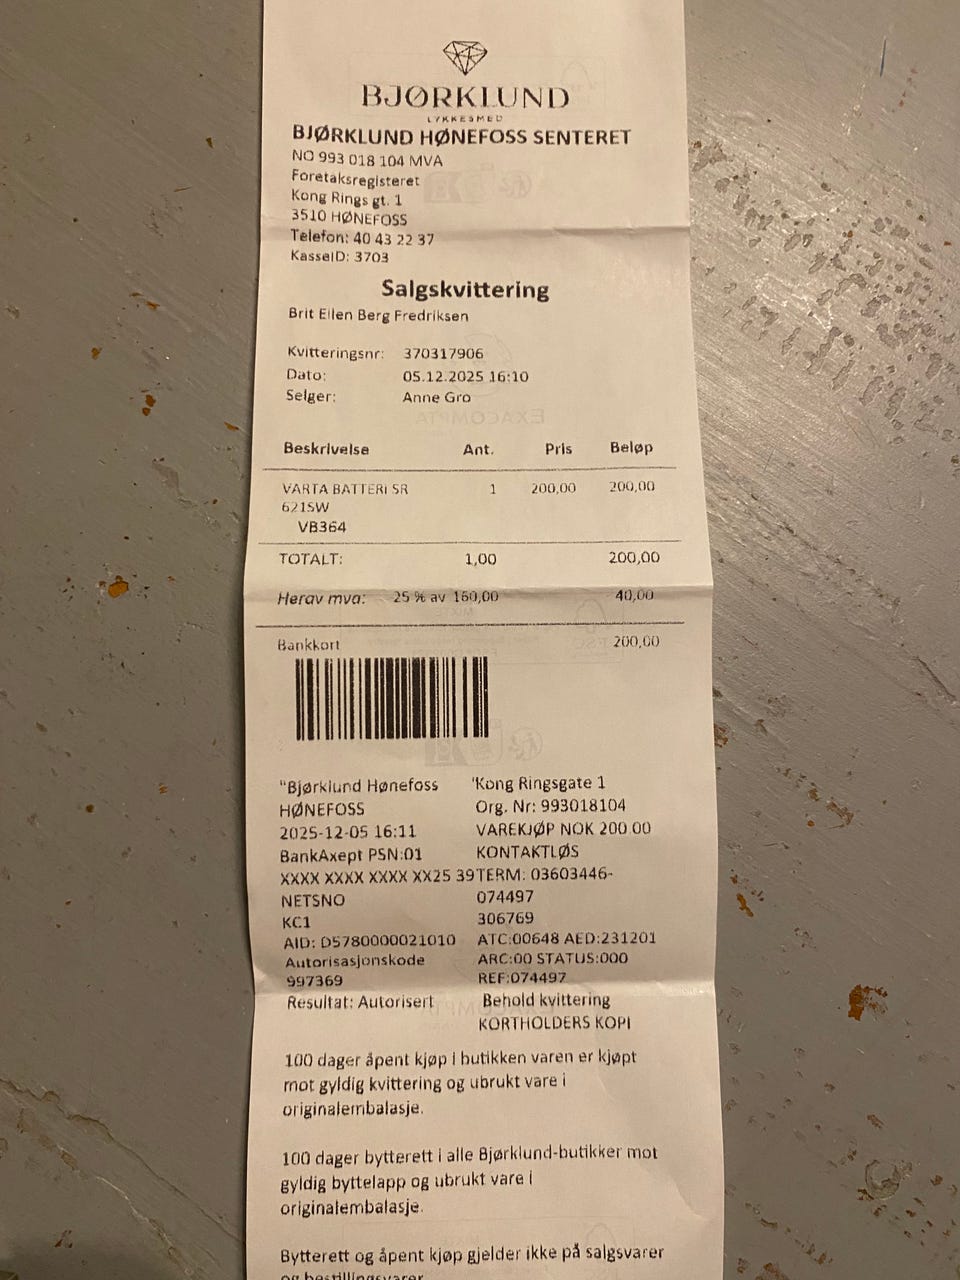 BJØRKLUND
LYKKESMED
BJØRKLUND HØNEFOSS SENTERET
NO 993 018 104 MVA
Foretaksregisteret
Kong Rings gt. 1
3510 HØNEFOSS
Telefon: 40 43 22 37
KasseID: 3703
Salgskvittering
Brit Ellen Berg Fredriksen
Kvitteringsnr: 370317906
Dato: 05.12.2025 16:10
Selger: Anne Gro
Beskrivelse Ant. Pris Beløp
VARTA BATTERI SR 1 200,00 200,00
621SW
VB364
TOTALT: 1,00 200,00
Herav mva: 25 % av 160,00 40,00
Bankkort 200,00
"Bjørklund Hønefoss 'Kong Ringsgate 1
HØNEFOSS Org. Nr: 993018104
2025-12-05 16:11 VAREKJØP NOK 200.00
BankAxept PSN:01 KONTAKTLØS
XXXX XXXX XXXX XX25 39 TERM: 03603446-
NETSNO 074497
KC1 306769
AID: D5780000021010 ATC:00648 AED:231201
Autorisasjonskode ARC:00 STATUS:000
997369 REF:074497
Resultat: Autorisert Behold kvittering
KORTHOLDERS KOPI
100 dager åpent kjøp i butikken varen er kjøpt
mot gyldig kvittering og ubrukt vare i
originalembalasje.
100 dager bytterett i alle Bjørklund-butikker mot
gyldig byttelapp og ubrukt vare i
originalembalasje.
Bytterett og åpent kjøp gjelder ikke på salgsvarer
og bestillingsvarer